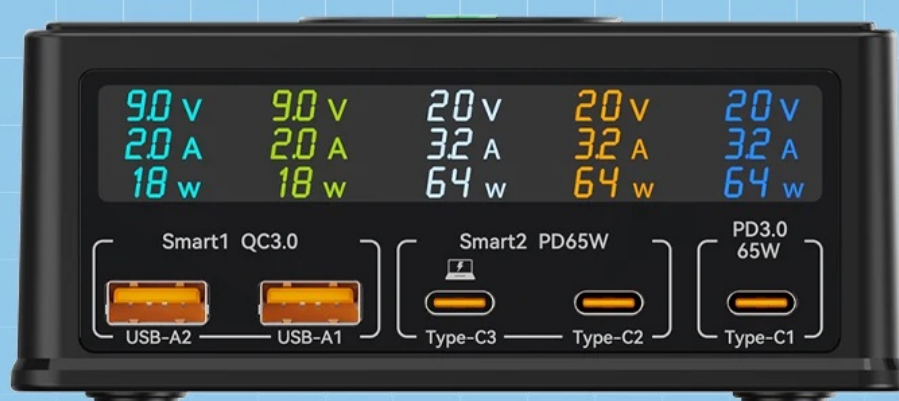 9.0 V 9.0 V 20 V 20 V 20 V
2.0 A 2.0 A 3.2 A 3.2 A 3.2 A
18 W 18 W 64 W 64 W 64 W
Smart1 QC3.0
USB-A2 USB-A1
Smart2 PD65W
Type-C3 Type-C2
PD3.0
65W
Type-C1